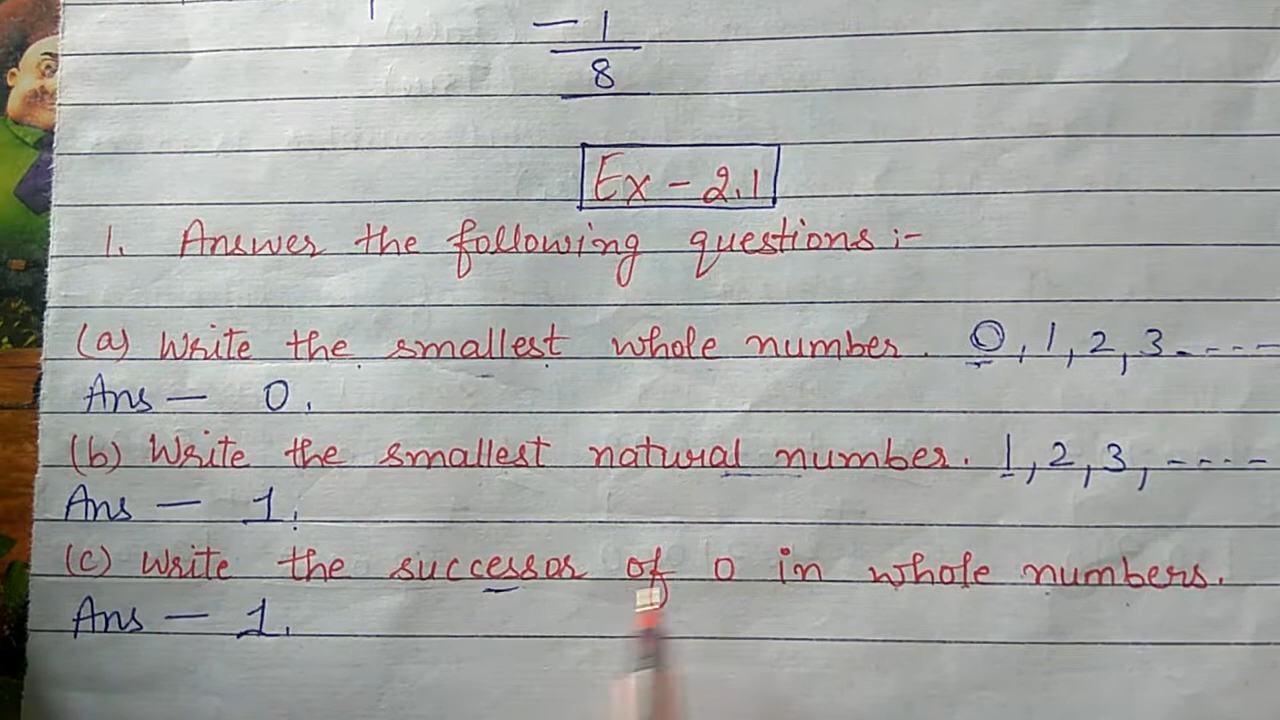 - 1
8
Ex - 2.1
1. Answer the following questions :-
(a) Write the smallest whole number. 0, 1, 2, 3 - - - -
Ans - 0.
(b) Write the smallest natural number. 1, 2, 3, - - - -
Ans - 1.
(c) Write the successor of 0 in whole numbers.
Ans - 1.